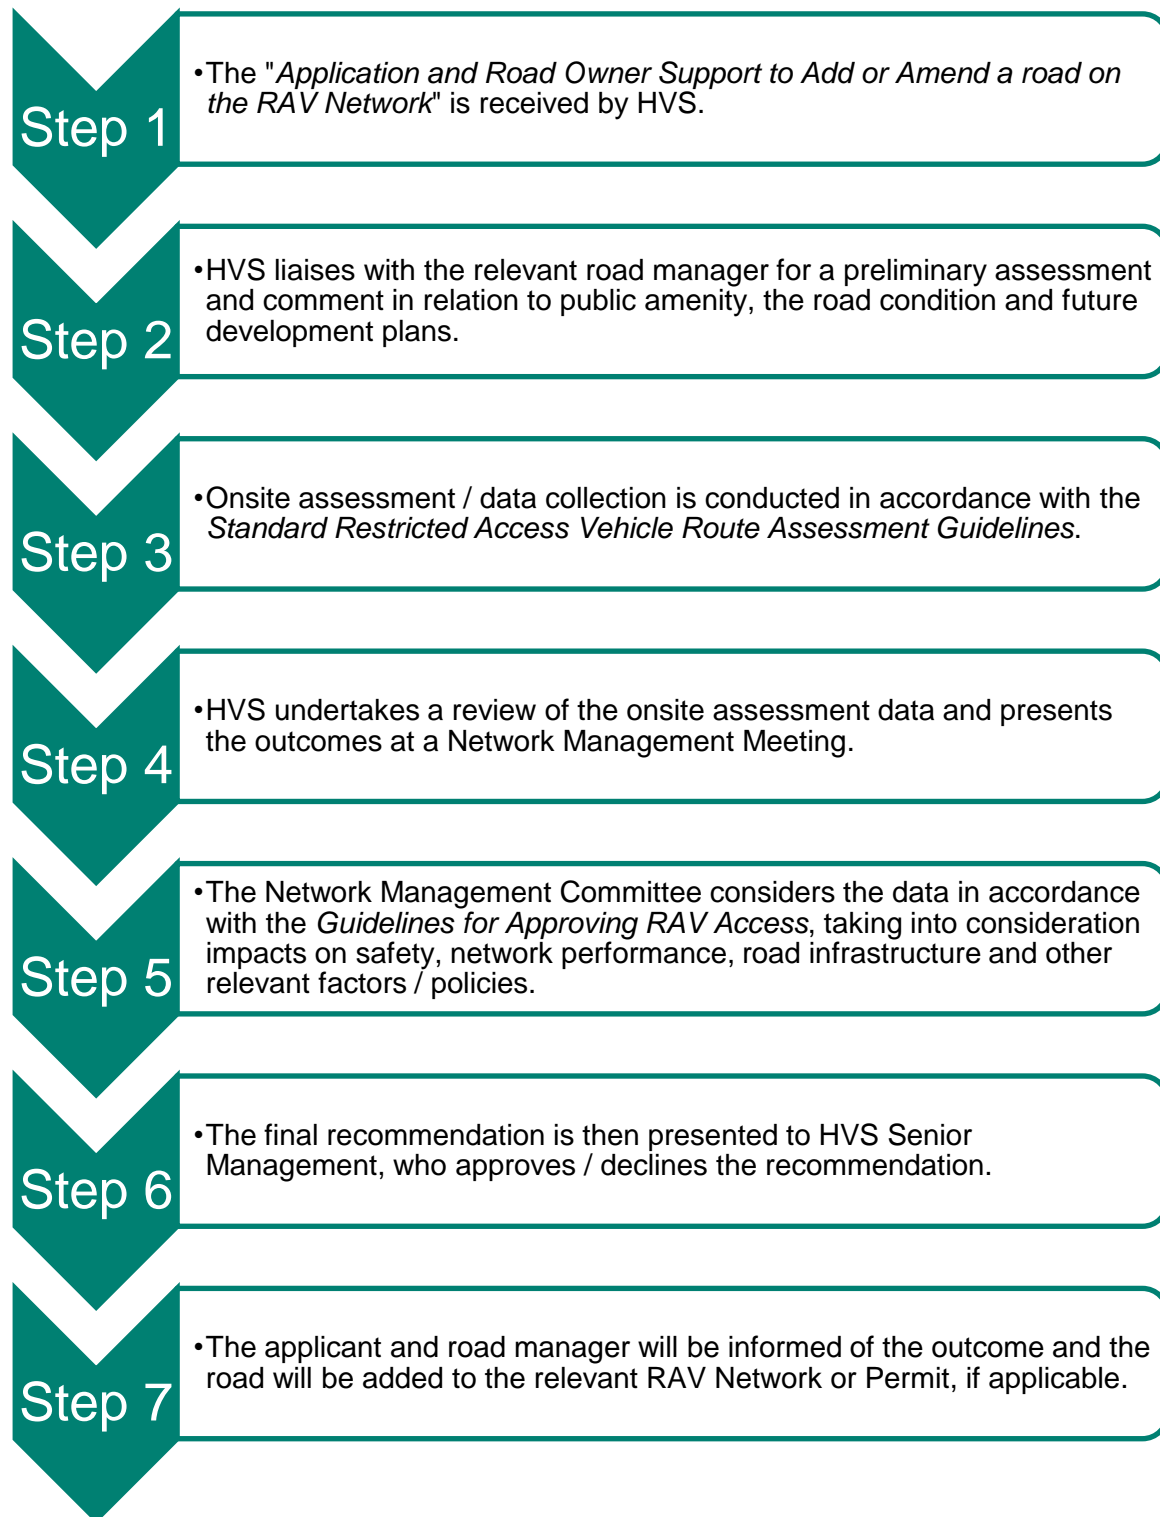 Step 1
•The "Application and Road Owner Support to Add or Amend a road on
the RAV Network" is received by HVS.
Step 2
•HVS liaises with the relevant road manager for a preliminary assessment
and comment in relation to public amenity, the road condition and future
development plans.
Step 3
•Onsite assessment / data collection is conducted in accordance with the
Standard Restricted Access Vehicle Route Assessment Guidelines.
Step 4
•HVS undertakes a review of the onsite assessment data and presents
the outcomes at a Network Management Meeting.
Step 5
•The Network Management Committee considers the data in accordance
with the Guidelines for Approving RAV Access, taking into consideration
impacts on safety, network performance, road infrastructure and other
relevant factors / policies.
Step 6
•The final recommendation is then presented to HVS Senior
Management, who approves / declines the recommendation.
Step 7
•The applicant and road manager will be informed of the outcome and the
road will be added to the relevant RAV Network or Permit, if applicable.